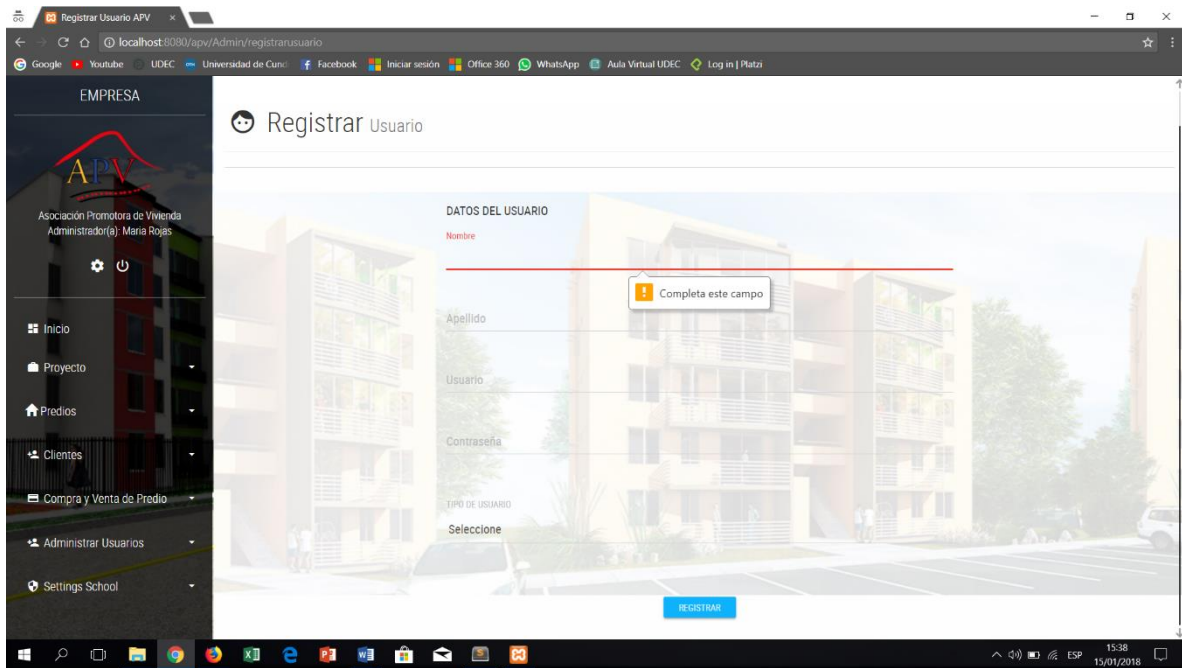 Registrar Usuario APV
localhost:8080/apv/Admin/registrarusuario
Google Youtube UDEC Universidad de Cundi Facebook Iniciar sesión Office 360 WhatsApp Aula Virtual UDEC Log in | Platzi
EMPRESA
APV
Asociación Promotora de Vivienda
Administrador(a): Maria Rojas
Inicio
Proyecto
Predios
Clientes
Compra y Venta de Predio
Administrar Usuarios
Settings School
Registrar Usuario
DATOS DEL USUARIO
Nombre
Completa este campo
Apellido
Usuario
Contraseña
TIPO DE USUARIO
Seleccione
REGISTRAR
ESP
15:38
15/01/2018